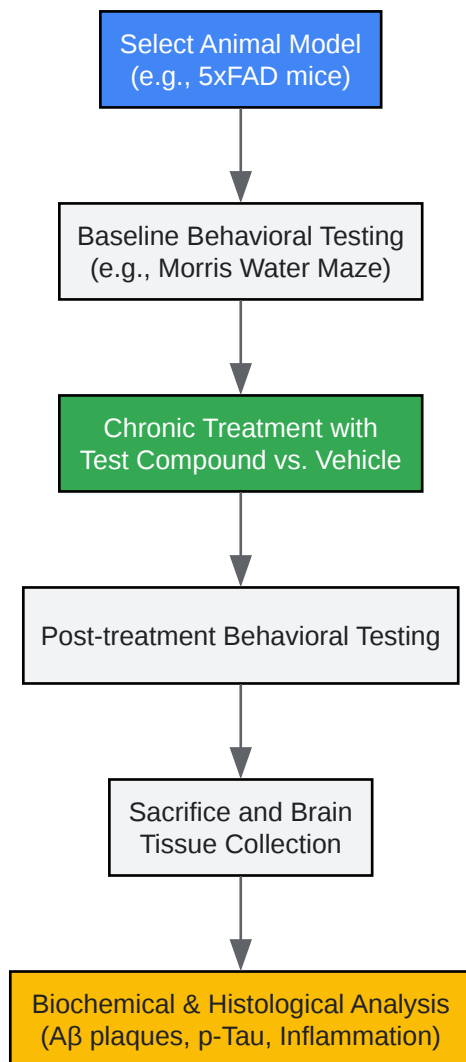 Select Animal Model
(e.g., 5xFAD mice)
Baseline Behavioral Testing
(e.g., Morris Water Maze)
Chronic Treatment with
Test Compound vs. Vehicle
Post-treatment Behavioral Testing
Sacrifice and Brain
Tissue Collection
Biochemical & Histological Analysis
(Aβ plaques, p-Tau, Inflammation)